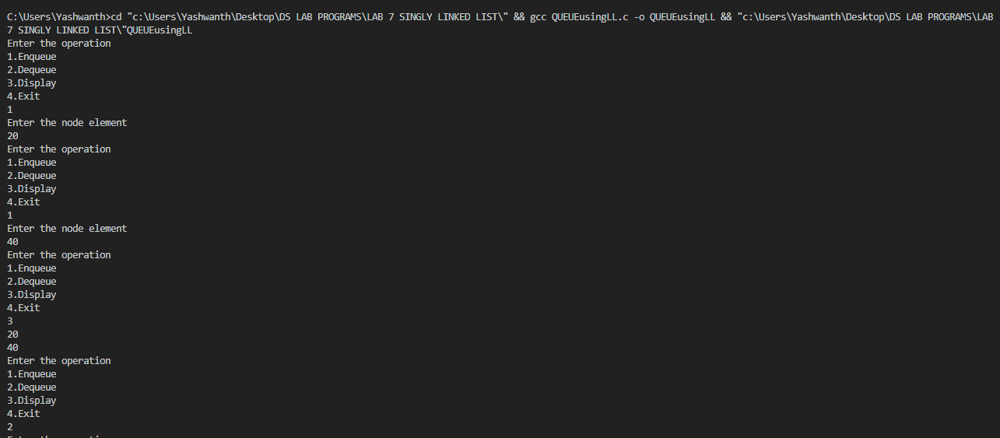 C:\Users\Yashwanth>cd "c:\Users\Yashwanth\Desktop\DS LAB PROGRAMS\LAB 7 SINGLY LINKED LIST\" && gcc QUEUEusingLL.c -o QUEUEusingLL && "c:\Users\Yashwanth\Desktop\DS LAB PROGRAMS\LAB
7 SINGLY LINKED LIST\"QUEUEusingLL
Enter the operation
1.Enqueue
2.Dequeue
3.Display
4.Exit
1
Enter the node element
20
Enter the operation
1.Enqueue
2.Dequeue
3.Display
4.Exit
1
Enter the node element
40
Enter the operation
1.Enqueue
2.Dequeue
3.Display
4.Exit
3
20
40
Enter the operation
1.Enqueue
2.Dequeue
3.Display
4.Exit
2